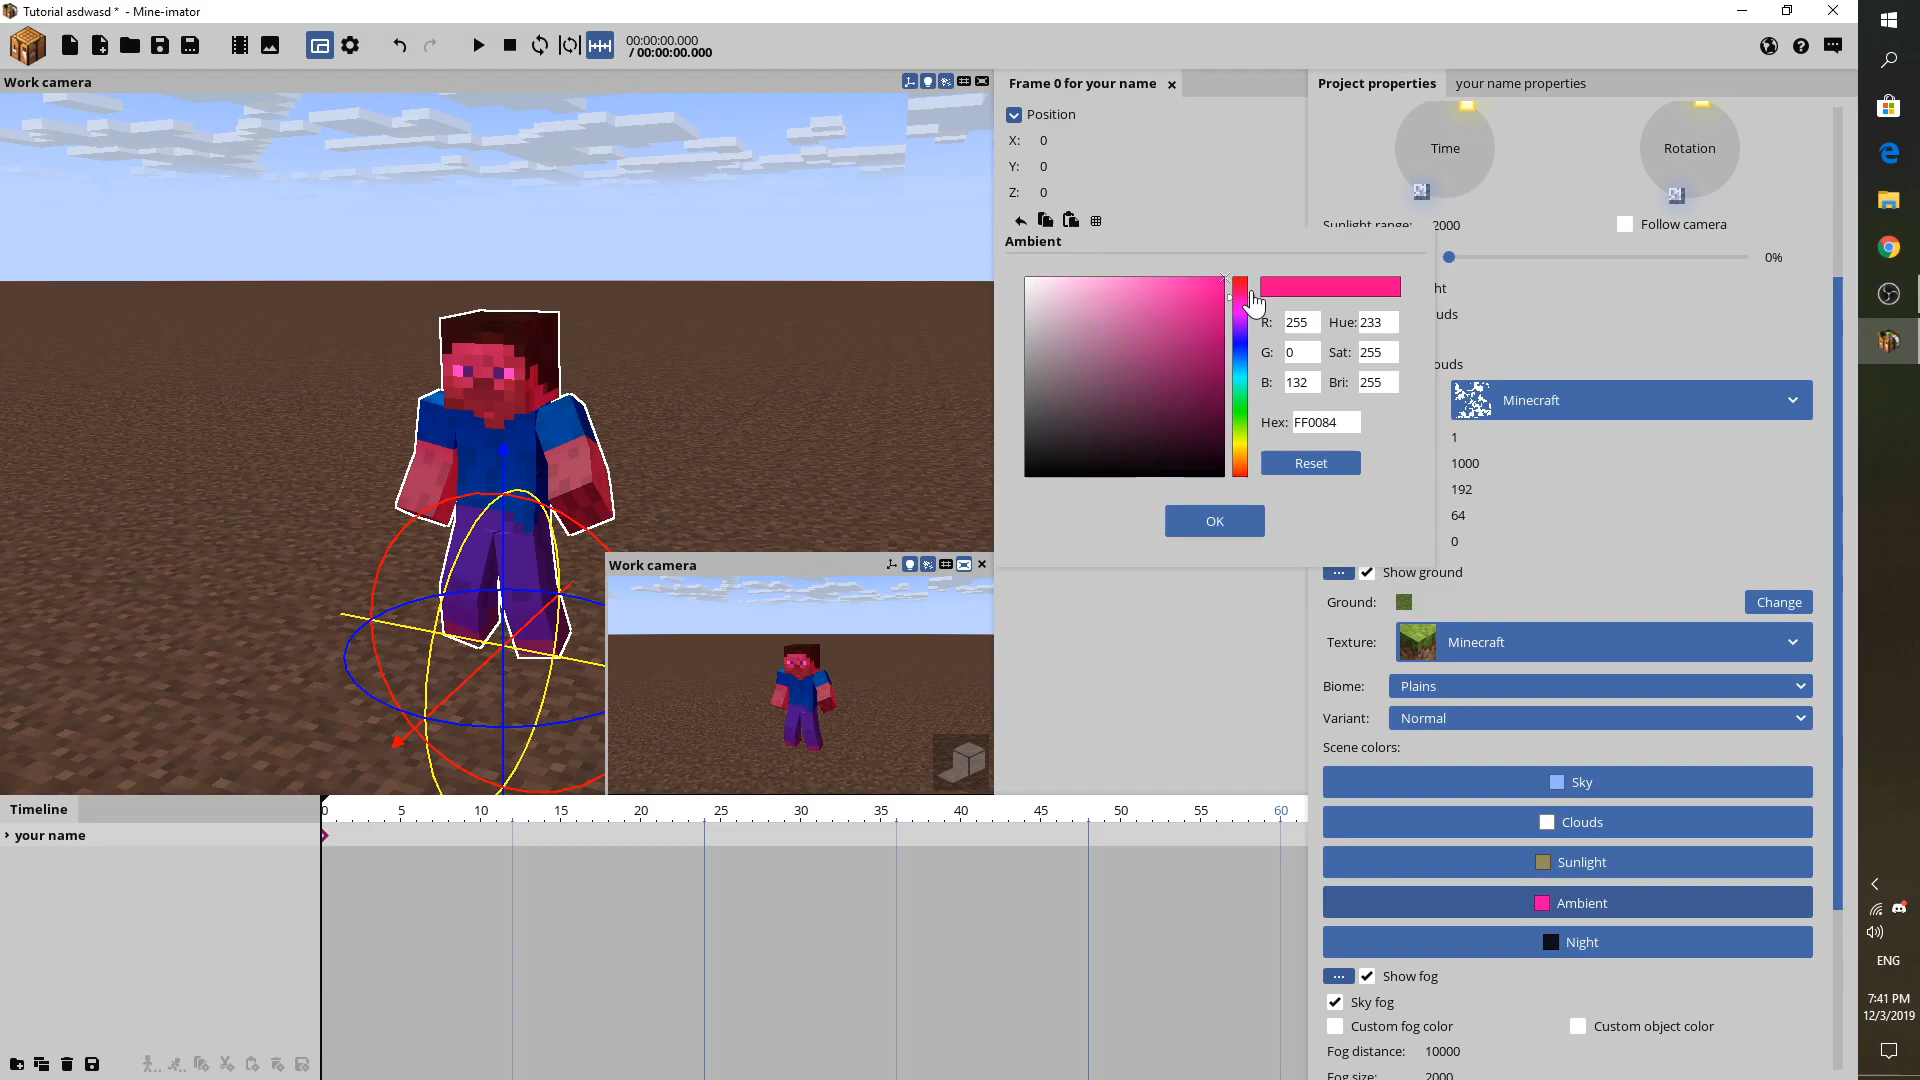 Tutorial asdwasd * - Mine-imator
00:00:00.000
/ 00:00:00.000
Work camera
Frame 0 for your name
Position
X: 0
Y: 0
Z: 0
Ambient
R: 255 Hue: 233
G: 0 Sat: 255
B: 132 Bri: 255
Hex: FF0084
Reset
OK
Work camera
Project properties your name properties
Time Rotation
Sunlight range: 2000 Follow camera
0%
ht
ouds
ouds
Minecraft
1
1000
192
64
0
Show ground
Ground: Change
Texture: Minecraft
Biome: Plains
Variant: Normal
Scene colors:
Sky
Clouds
Sunlight
Ambient
Night
Show fog
Sky fog
Custom fog color Custom object color
Fog distance: 10000
Fog size: 2000
Timeline
0 5 10 15 20 25 30 35 40 45 50 55 60
your name
ENG
7:41 PM
12/3/2019